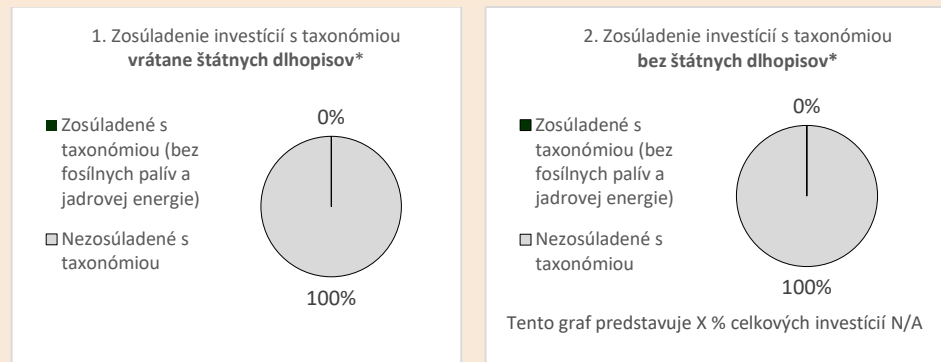 1. Zosúladenie investícií s taxonómiou
vrátane štátnych dlhopisov*
Zosúladené s
taxonómiou (bez
fosílnych palív a
jadrovej energie)
Nezosúladené s
taxonómiou
0%
100%
2. Zosúladenie investícií s taxonómiou
bez štátnych dlhopisov*
Zosúladené s
taxonómiou (bez
fosílnych palív a
jadrovej energie)
Nezosúladené s
taxonómiou
0%
100%
Tento graf predstavuje X % celkových investícií N/A